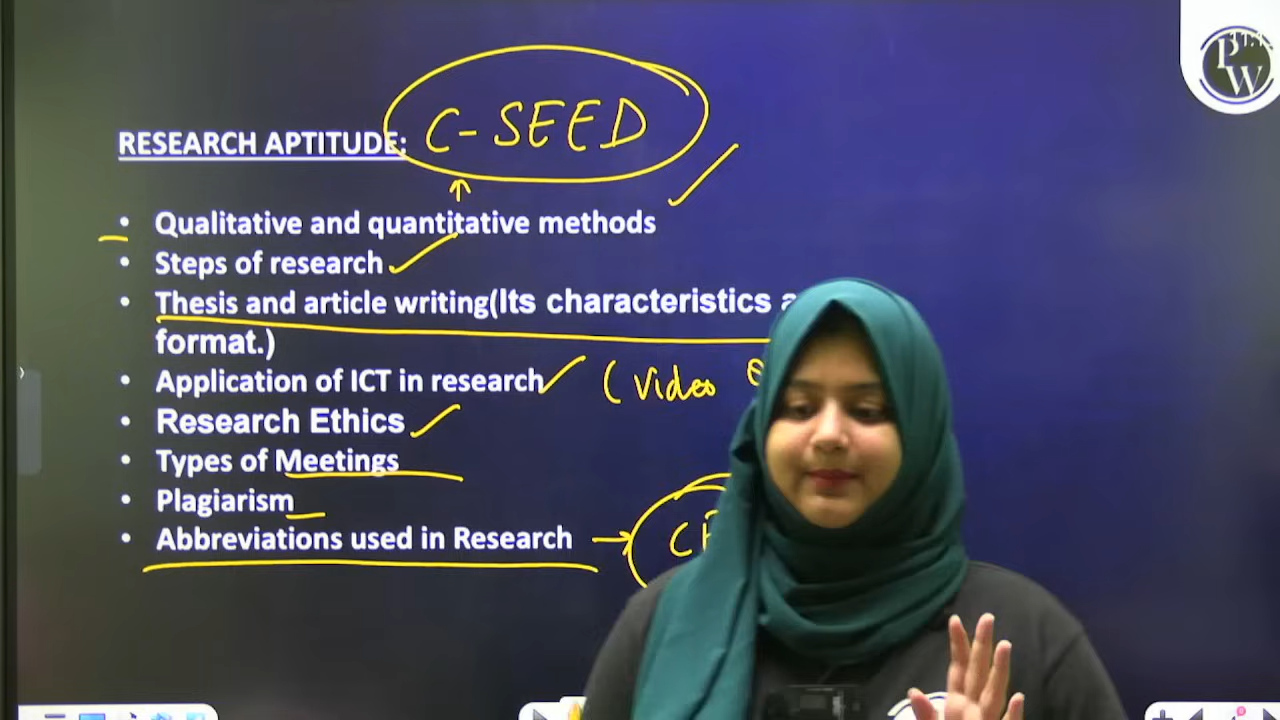 PW
C-SEED
RESEARCH APTITUDE:
• Qualitative and quantitative methods
• Steps of research
• Thesis and article writing(Its characteristics
format.)
• Application of ICT in research (Video
• Research Ethics
• Types of Meetings
• Plagiarism
• Abbreviations used in Research →